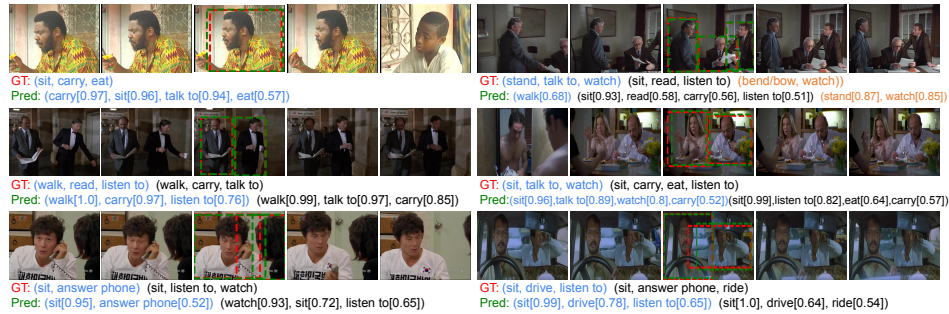 GT: (sit, carry, eat)
Pred: (carry[0.97], sit[0.96], talk to[0.94], eat[0.57])
GT: (stand, talk to, watch) (sit, read, listen to) (bend/bow, watch))
Pred: (walk[0.68]) (sit[0.93], read[0.58], carry[0.56], listen to[0.51]) (stand[0.87], watch[0.85])
GT: (walk, read, listen to) (walk, carry, talk to)
Pred: (walk[1.0], carry[0.97], listen to[0.76]) (walk[0.99], talk to[0.97], carry[0.85])
GT: (sit, talk to, watch) (sit, carry, eat, listen to)
Pred:(sit[0.96],talk to[0.89],watch[0.8],carry[0.52])(sit[0.99],listen to[0.82],eat[0.64],carry[0.57])
대한민국
GT: (sit, answer phone) (sit, listen to, watch)
Pred: (sit[0.95], answer phone[0.52]) (watch[0.93], sit[0.72], listen to[0.65])
GT: (sit, drive, listen to) (sit, answer phone, ride)
Pred: (sit[0.99], drive[0.78], listen to[0.65]) (sit[1.0], drive[0.64], ride[0.54])